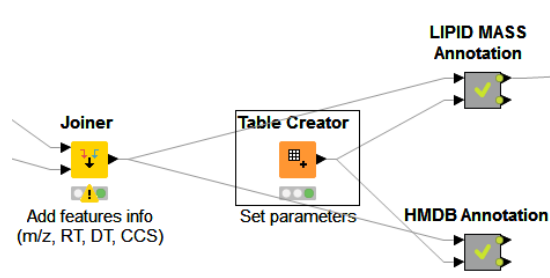 LIPID MASS
Annotation
Joiner
Table Creator
Add features info
(m/z, RT, DT, CCS)
Set parameters
HMDB Annotation